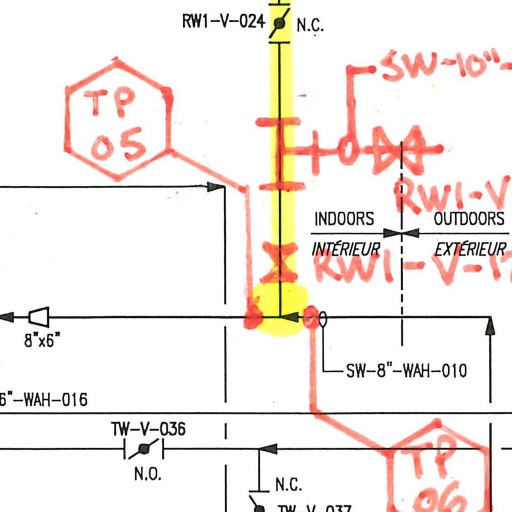 RW1-V-024
N.C.
SW-10"-
TP
05
RW1-V
INDOORS
OUTDOORS
INTÉRIEUR
EXTÉRIEUR
RW1-V-17
8"x6"
SW-8"-WAH-010
6"-WAH-016
TW-V-036
N.O.
N.C.
TW-V-037
TP
06